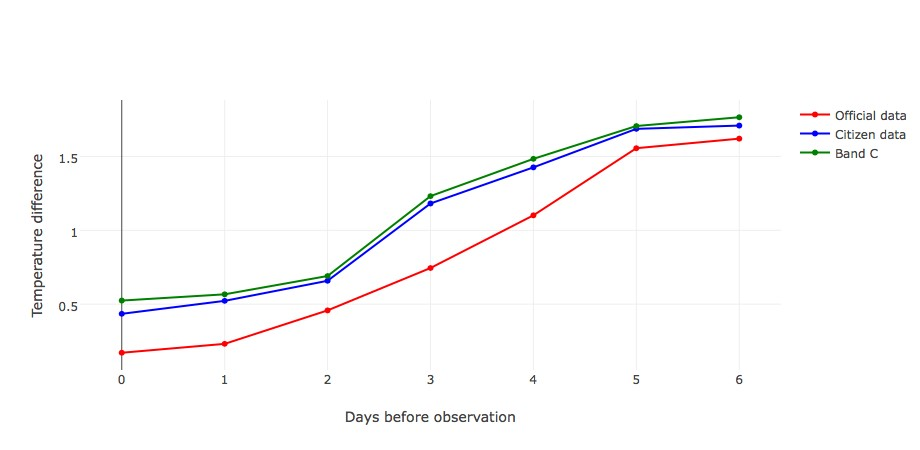 Official data
Citizen data
Band C
1.5
1
0.5
Temperature difference
0 1 2 3 4 5 6
Days before observation